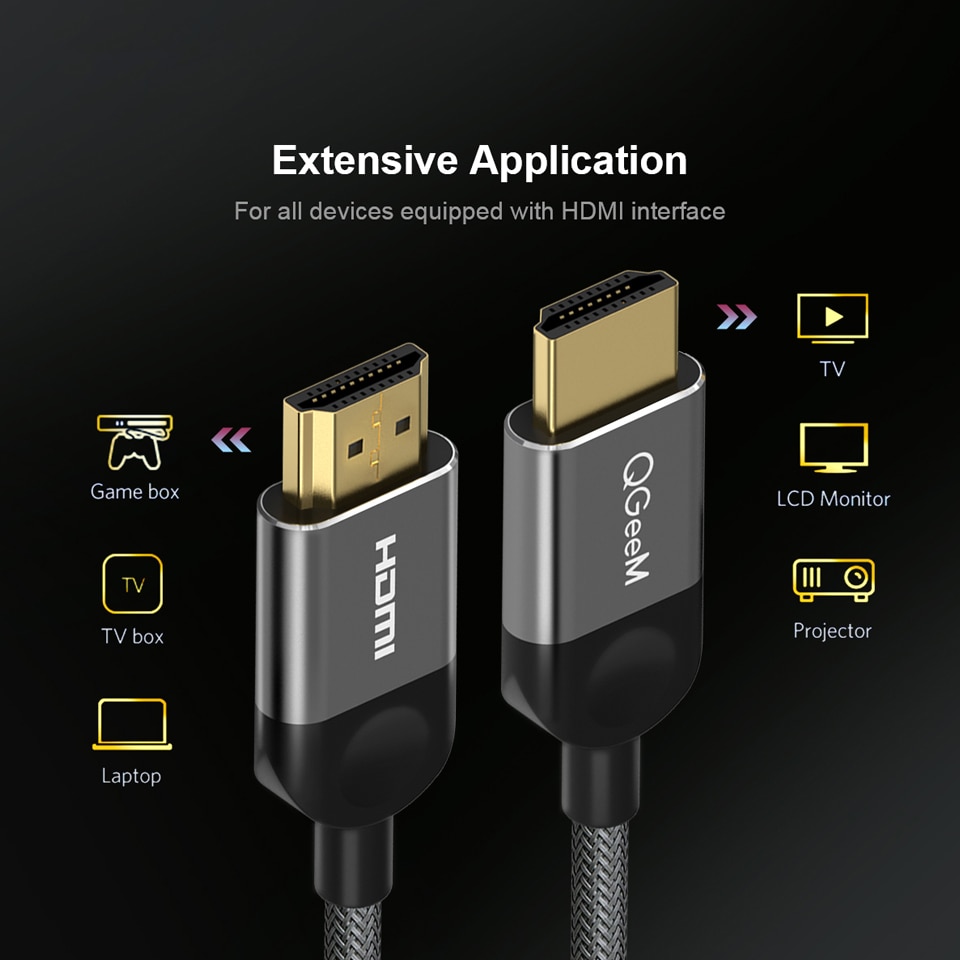 Extensive Application
For all devices equipped with HDMI interface
Game box
TV
TV box
Laptop
HDMI
QGeeM
TV
LCD Monitor
Projector